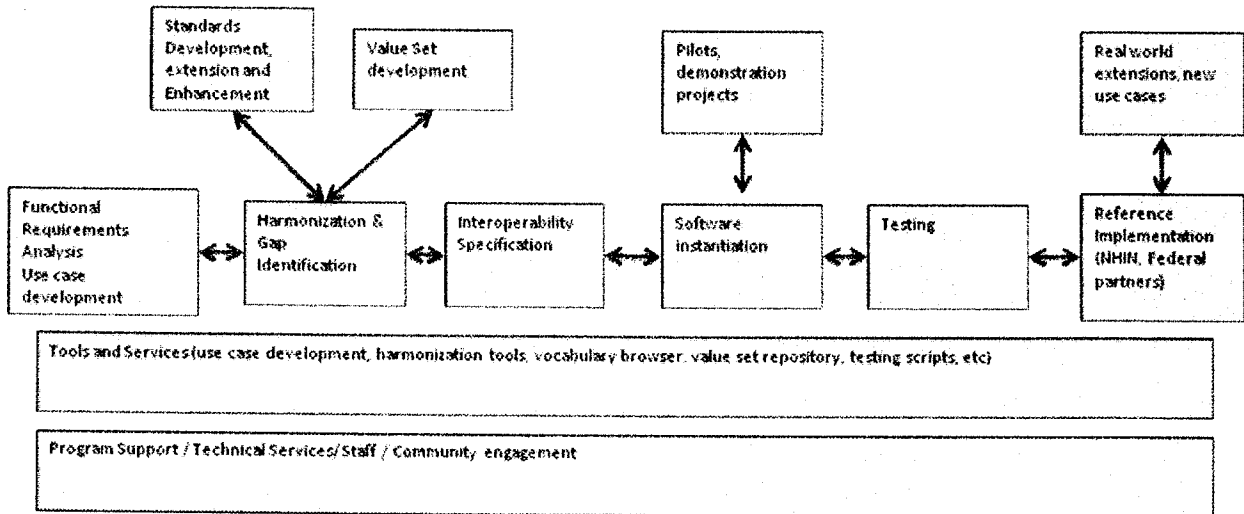 Standards
Development,
extension and
Enhancement
Value Set
development
Pilots,
demonstration
projects
Real world
extensions, new
use cases
Functional
Requirements
Analysis
Use case
development
Harmonization &
Gap
Identification
Interoperability
Specification
Software
instantiation
Testing
Reference
Implementation
(NHIN, Federal
partners)
Tools and Services(use case development, harmonization tools, vocabulary browser, value set repository, testing scripts, etc)
Program Support / Technical Services/ Staff / Community engagement